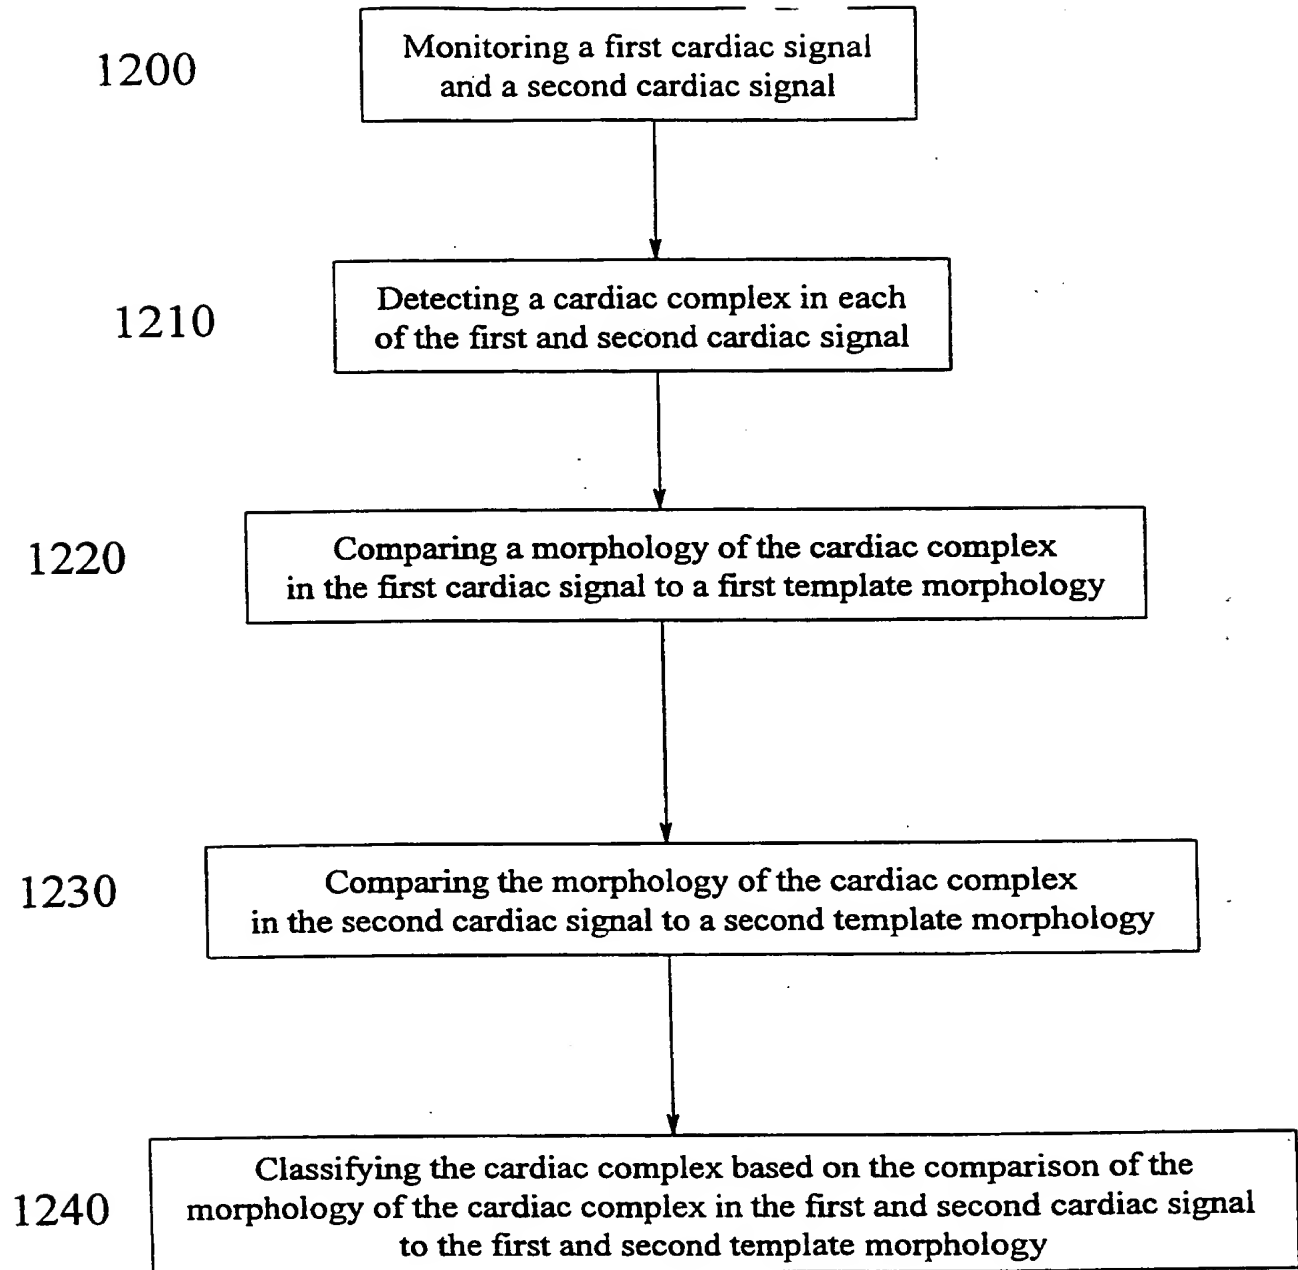 1200
Monitoring a first cardiac signal
and a second cardiac signal
1210
Detecting a cardiac complex in each
of the first and second cardiac signal
1220
Comparing a morphology of the cardiac complex
in the first cardiac signal to a first template morphology
1230
Comparing the morphology of the cardiac complex
in the second cardiac signal to a second template morphology
1240
Classifying the cardiac complex based on the comparison of the
morphology of the cardiac complex in the first and second cardiac signal
to the first and second template morphology